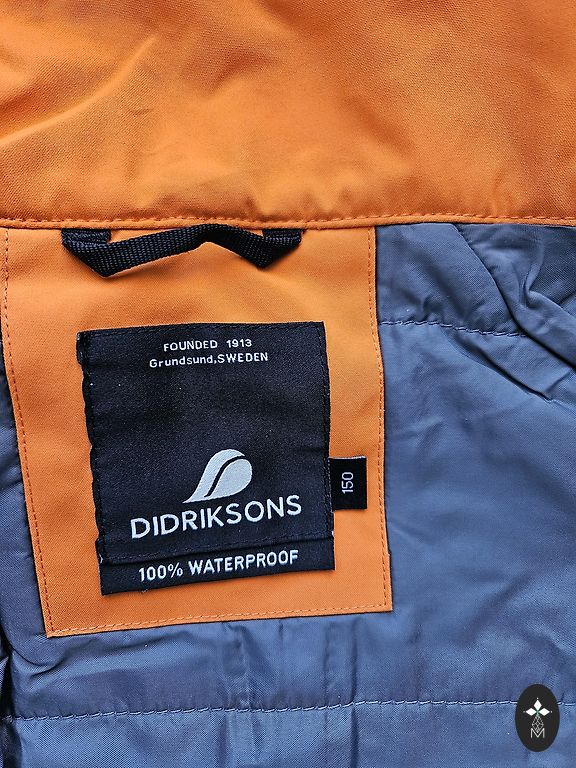 FOUNDED 1913
Grundsund,SWEDEN
DIDRIKSONS
150
100% WATERPROOF
M